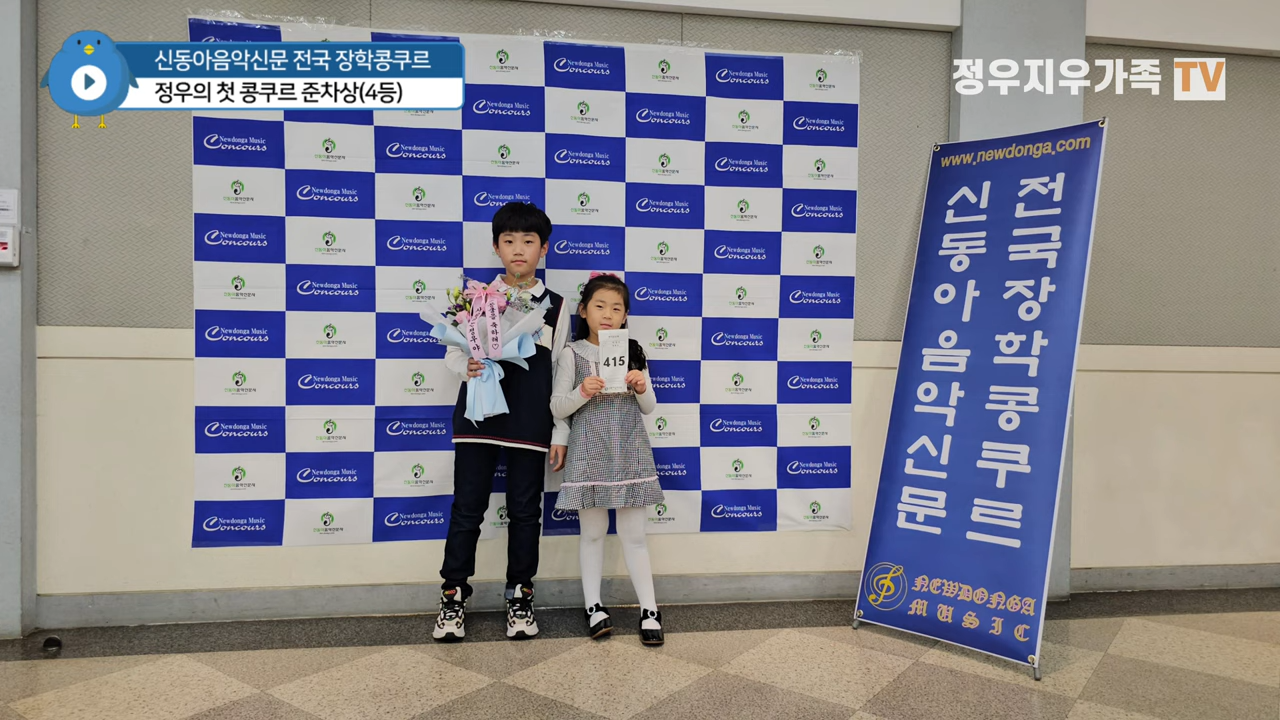 신동아음악신문 전국 장학콩쿠르
정우의 첫 콩쿠르 준차상(4등)
정우지우가족 TV
www.newdonga.com
전국장학콩쿠르
신동아음악신문
NEWDONGA
MUSIC
Newdonga Music
Concours
415